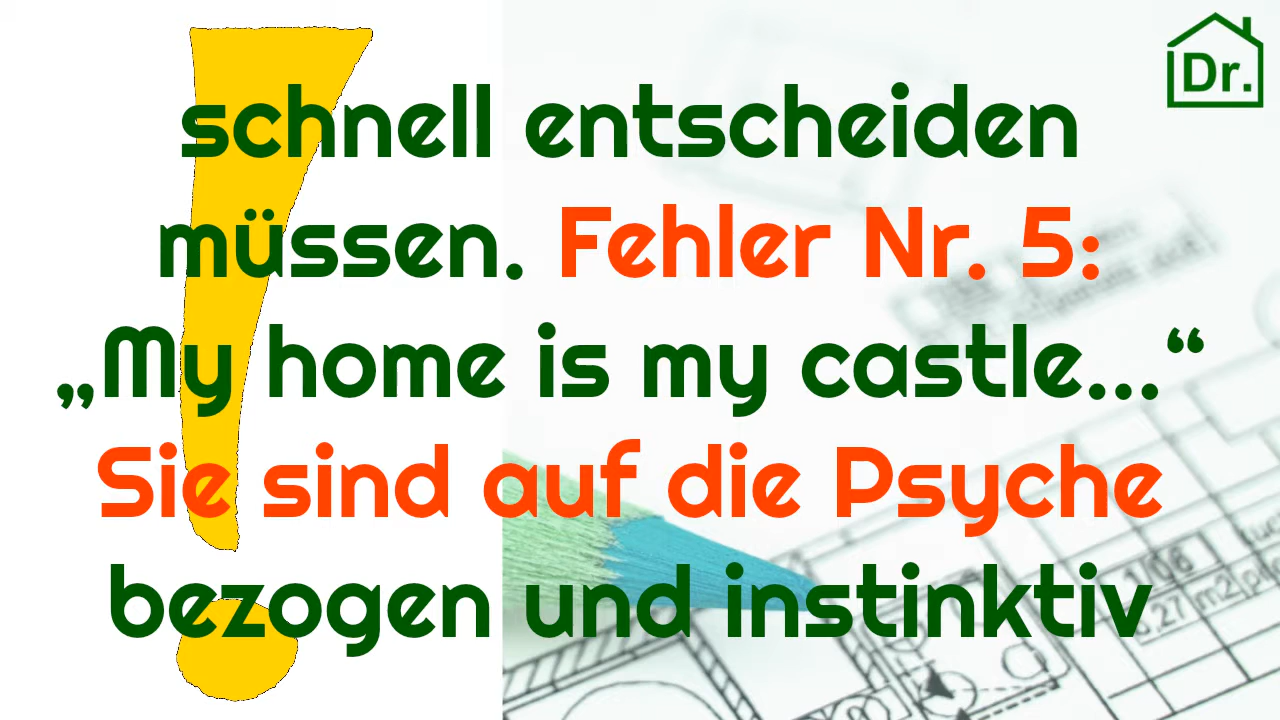 Dr.
schnell entscheiden
müssen. Fehler Nr. 5:
„My home is my castle...“
Sie sind auf die Psyche
bezogen und instinktiv